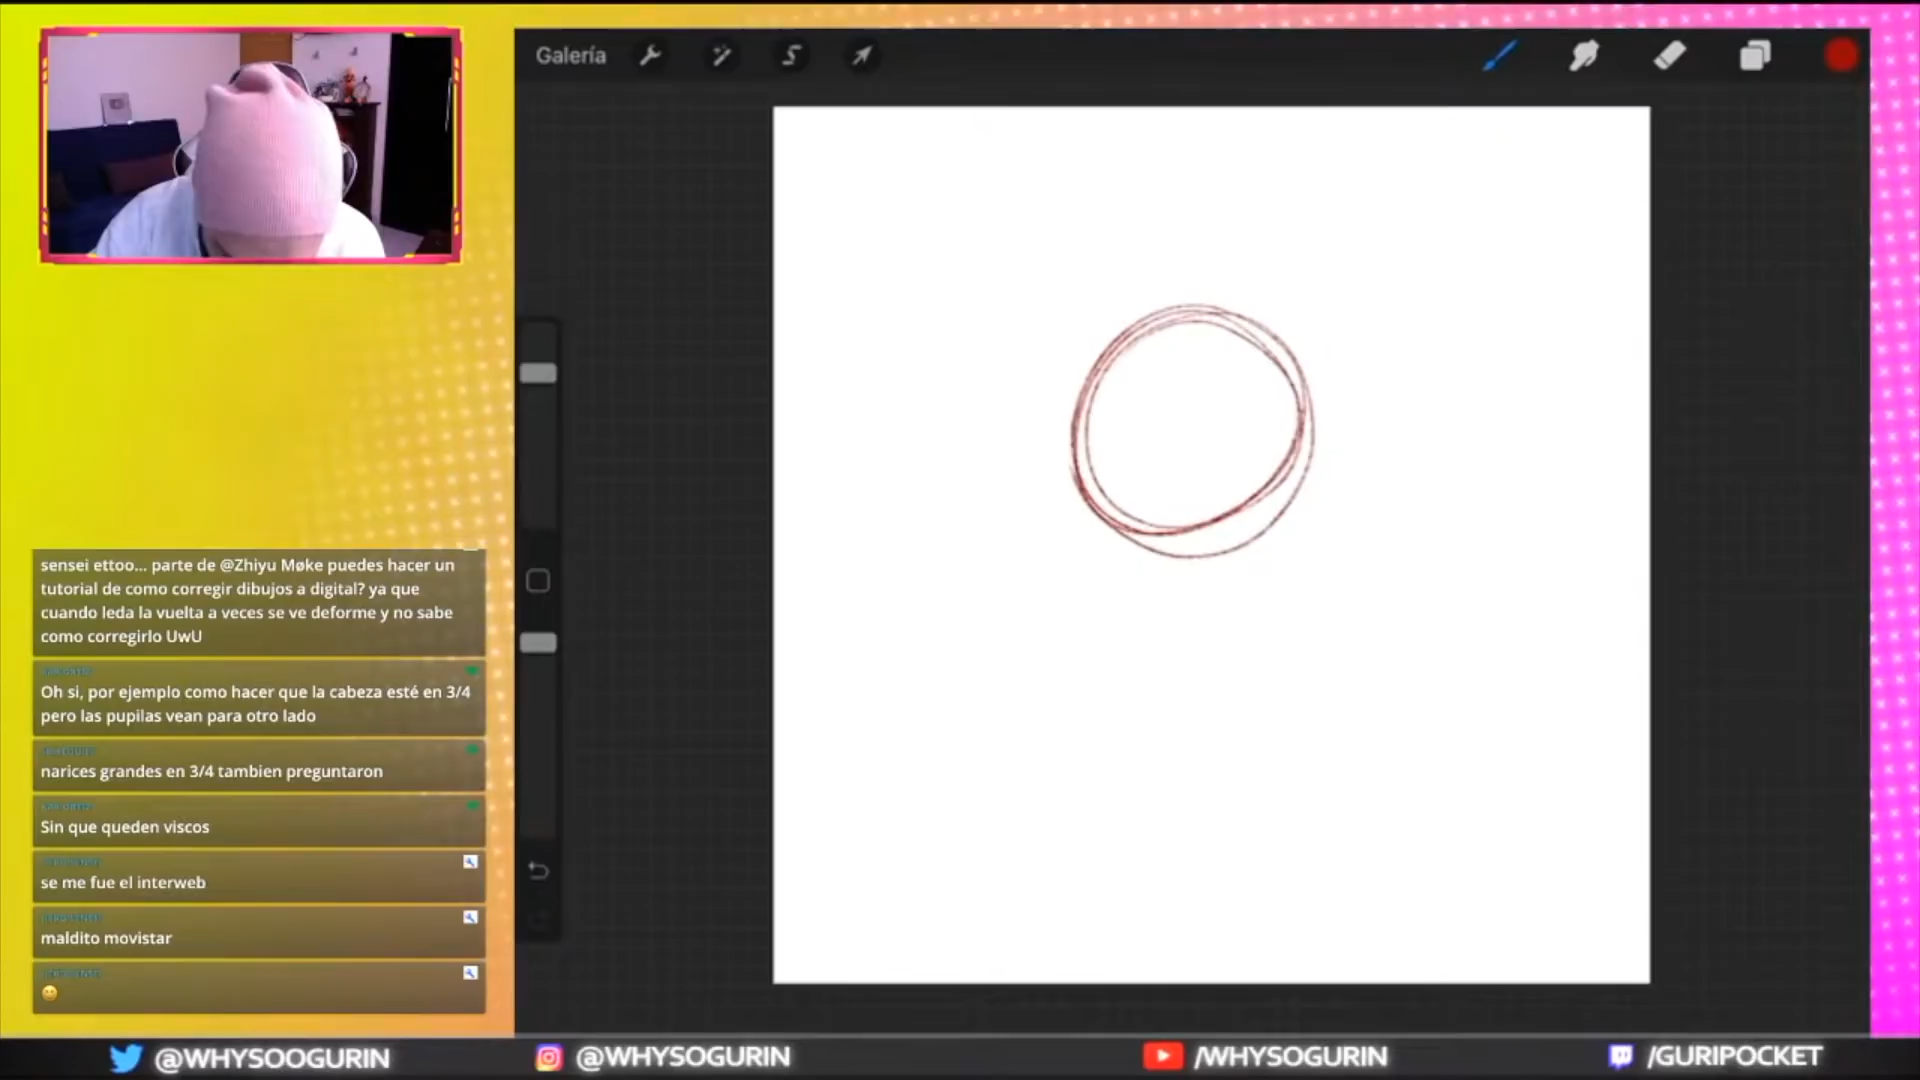 Galería
sensei ettoo... parte de @Zhiyu Møke puedes hacer un
tutorial de como corregir dibujos a digital? ya que
cuando leda la vuelta a veces se ve deforme y no sabe
como corregirlo UwU
Oh si, por ejemplo como hacer que la cabeza esté en 3/4
pero las pupilas vean para otro lado
narices grandes en 3/4 tambien preguntaron
Sin que queden viscos
se me fue el interweb
maldito movistar
@WHYSOOGURIN
@WHYSOGURIN
/WHYSOGURIN
/GURIPOCKET